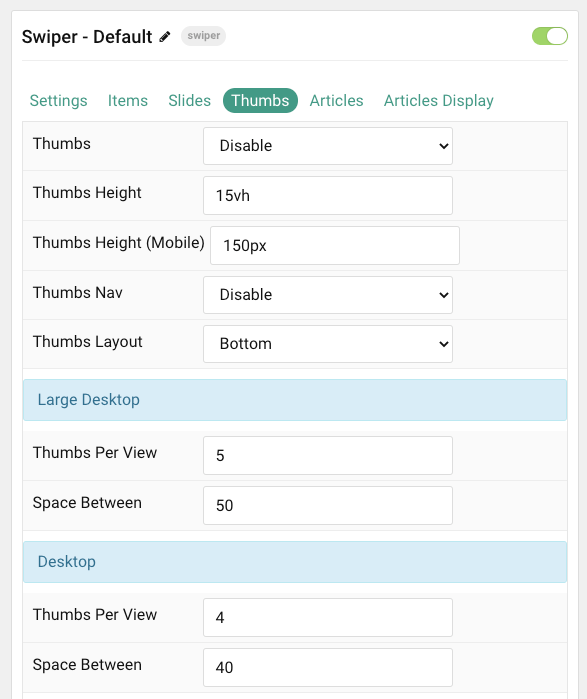 Swiper - Default swiper
Settings Items Slides Thumbs Articles Articles Display
Thumbs Disable
Thumbs Height 15vh
Thumbs Height (Mobile) 150px
Thumbs Nav Disable
Thumbs Layout Bottom
Large Desktop
Thumbs Per View 5
Space Between 50
Desktop
Thumbs Per View 4
Space Between 40